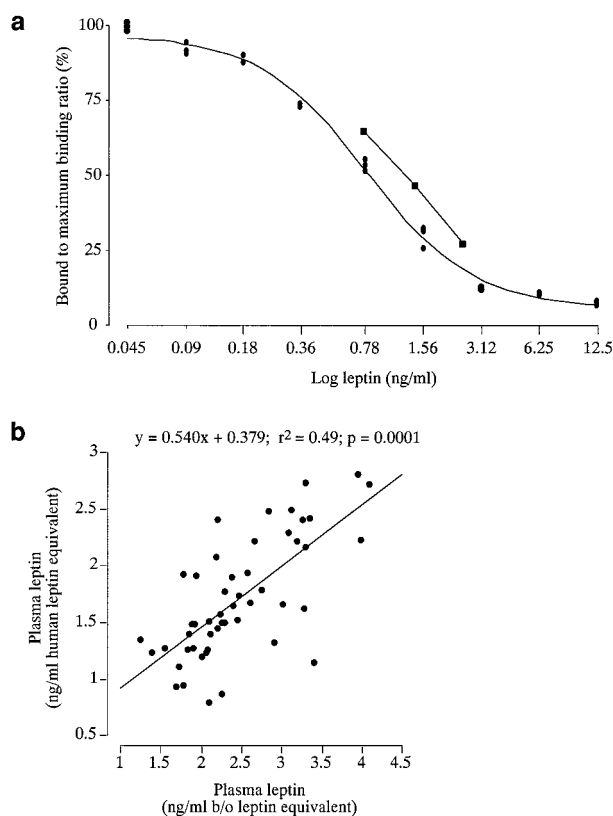 a
Bound to maximum binding ratio (%)
100
75
50
25
0
0.045 0.09 0.18 0.36 0.78 1.56 3.12 6.25 12.5
Log leptin (ng/ml)
b
y = 0.540x + 0.379; r² = 0.49; p = 0.0001
Plasma leptin
(ng/ml human leptin equivalent)
3
2.5
2
1.5
1
0.5
1 1.5 2 2.5 3 3.5 4 4.5
Plasma leptin
(ng/ml b/o leptin equivalent)